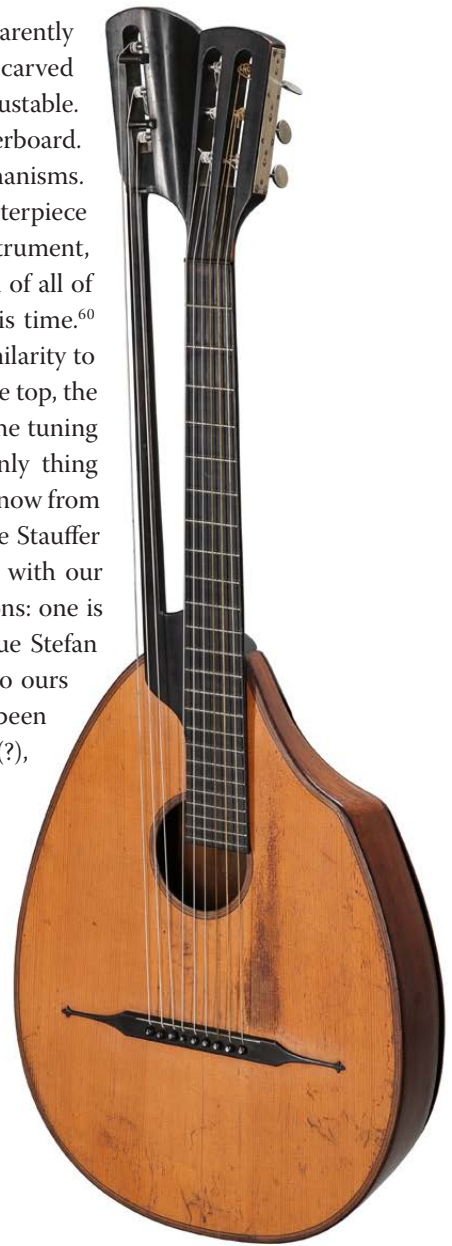 arently
carved
ustable.
erboard.
hanisms.
terpiece
trument,
of all of
is time.⁶⁰
ilarity to
e top, the
he tuning
nly thing
now from
e Stauffer
with our
ons: one is
ue Stefan
o ours
been
(?),